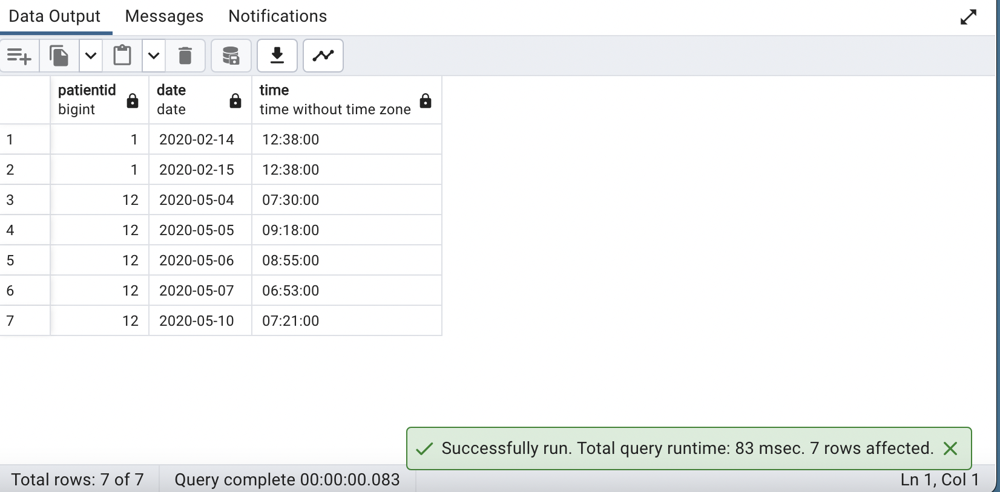 Data Output Messages Notifications
patientid date time
bigint date time without time zone
1 1 2020-02-14 12:38:00
2 1 2020-02-15 12:38:00
3 12 2020-05-04 07:30:00
4 12 2020-05-05 09:18:00
5 12 2020-05-06 08:55:00
6 12 2020-05-07 06:53:00
7 12 2020-05-10 07:21:00
Successfully run. Total query runtime: 83 msec. 7 rows affected.
Total rows: 7 of 7 Query complete 00:00:00.083 Ln 1, Col 1